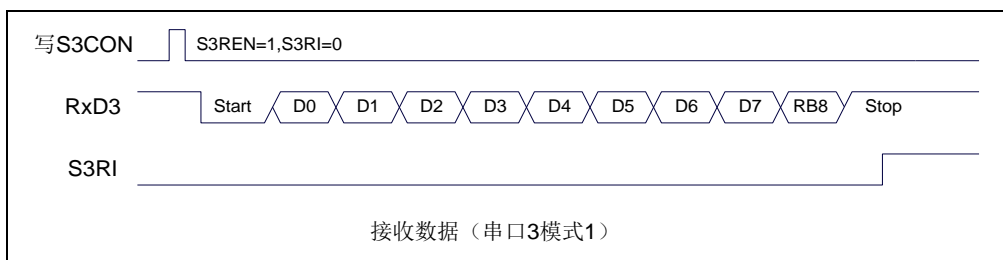 写S3CON S3REN=1,S3RI=0
RxD3 Start D0 D1 D2 D3 D4 D5 D6 D7 RB8 Stop
S3RI
接收数据（串口3模式1）